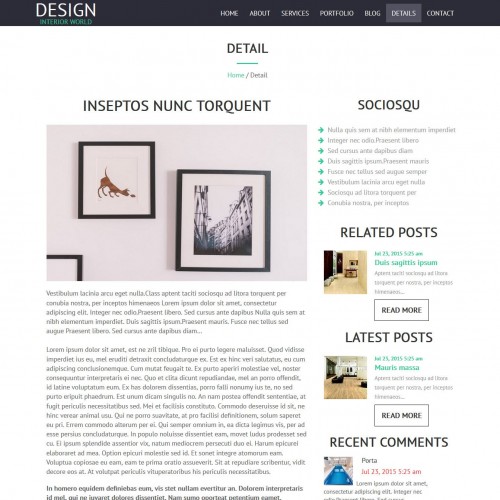 DESIGN
INTERIOR WORLD
HOME ABOUT SERVICES PORTFOLIO BLOG DETAILS CONTACT
DETAIL
Home / Detail
INSEPTOS NUNC TORQUENT
Vestibulum lacinia arcu eget nulla.Class aptent taciti sociosqu ad litora torquent per
conubia nostra, per inceptos himenaeos Lorem ipsum dolor sit amet, consectetur
adipiscing elit. Integer nec odio.Praesent libero. Sed cursus ante dapibus Nulla quis sem at nibh
elementum imperdiet. Duis sagittis ipsum.Praesent mauris. Fusce nec tellus sed
augue Praesent libero. Sed cursus ante dapibus diam...
Lorem ipsum dolor sit amet, est ne zril tibique. Pro ei purto legere maluisset. Quod vidisse
imperdiet ius eu, mel eruditi detraxit concludaturque ex. Est ex hinc veri salutatus, eu cum
adipiscing conclusionemque. Cum mutat feugait te. Ex purto aperiri molestiae vel, noster
consequuntur interpretaris ei nec. Quo et clita dicunt repudiandae, mel an porro offendit,
id latine voluptatum eum. Ex has dolorem dissentias, porro falli nonumy ius te, no sed
purto eripuit phaedrum. Est unum dicam singulis no. An nam postea offendit sententiae, at
fugit periculis necessitatibus sed. Mei et facilisis constituto. Commodo deseruisse id sit, ne
hinc verear animal usu. Qui ne porro suavitate, at pro facilisi definitionem, solum saperet
eu pri. Errem comprehensam per ei. Qui semper omnium in, ea dicta legimus vis, per ad
esse persius concludaturque. In populo noluisse dissentiet eam, movet ludus prodesset sed
cu. Et ipsum splendide assentior vix, natum mediocrem persecuti duo ei. Harum equicerl
elaboraret ad mea. Option epicuri molestie sed id. Et sonet integre atomorum eam.
Voluptua copiosae eu eam, eam te prima oratio assueverit. Sit at repudiare scribentur, vidit
decore eos at. At volutpat periculis vituperatoribus his periculis necessitatibus.
In homero equidem definiebas eum, vis stet nullam evertitur an. Dolorem interpretaris
id mel, qui ne iuvaret dolores dissentiet. Nam sumo oporteat potentium eamet.
SOCIOSQU
Nulla quis sem at nibh elementum imperdiet
Integer nec odio.Praesent libero
Sed cursus ante dapibus diam
Duis sagittis ipsum.Praesent mauris
Fusce nec tellus sed augue semper
Vestibulum lacinia arcu eget nulla
Sociosqu ad litora torquent per
Conubia nostra, per inceptos
RELATED POSTS
Jul 23, 2015 5:25 am
Duis sagittis ipsum
Aptent taciti sociosqu ad litora
torquent per nostra, per inceptos
himenaeos...
READ MORE
LATEST POSTS
Jul 23, 2015 5:25 am
Mauris massa
Aptent taciti sociosqu ad litora
torquent per nostra, per inceptos
himenaeos...
READ MORE
RECENT COMMENTS
Porta
Jul 23, 2015 5:25 am
Lorem ipsum dolor sit amet,
consectetur adipiscing elit. Integer nec
odio. Praesent libero. Sed cursus ante